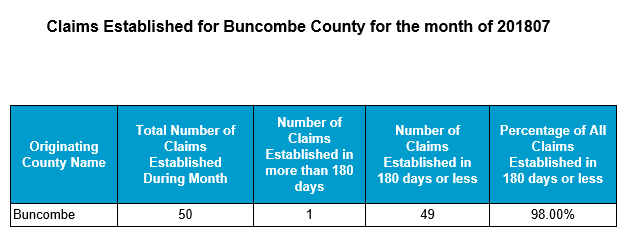 Claims Established for Buncombe County for the month of 201807
Originating
County Name
Total Number of
Claims
Established
During Month
Number of
Claims
Established in
more than 180
days
Number of
Claims
Established in
180 days or less
Percentage of All
Claims
Established in
180 days or less
Buncombe 50 1 49 98.00%